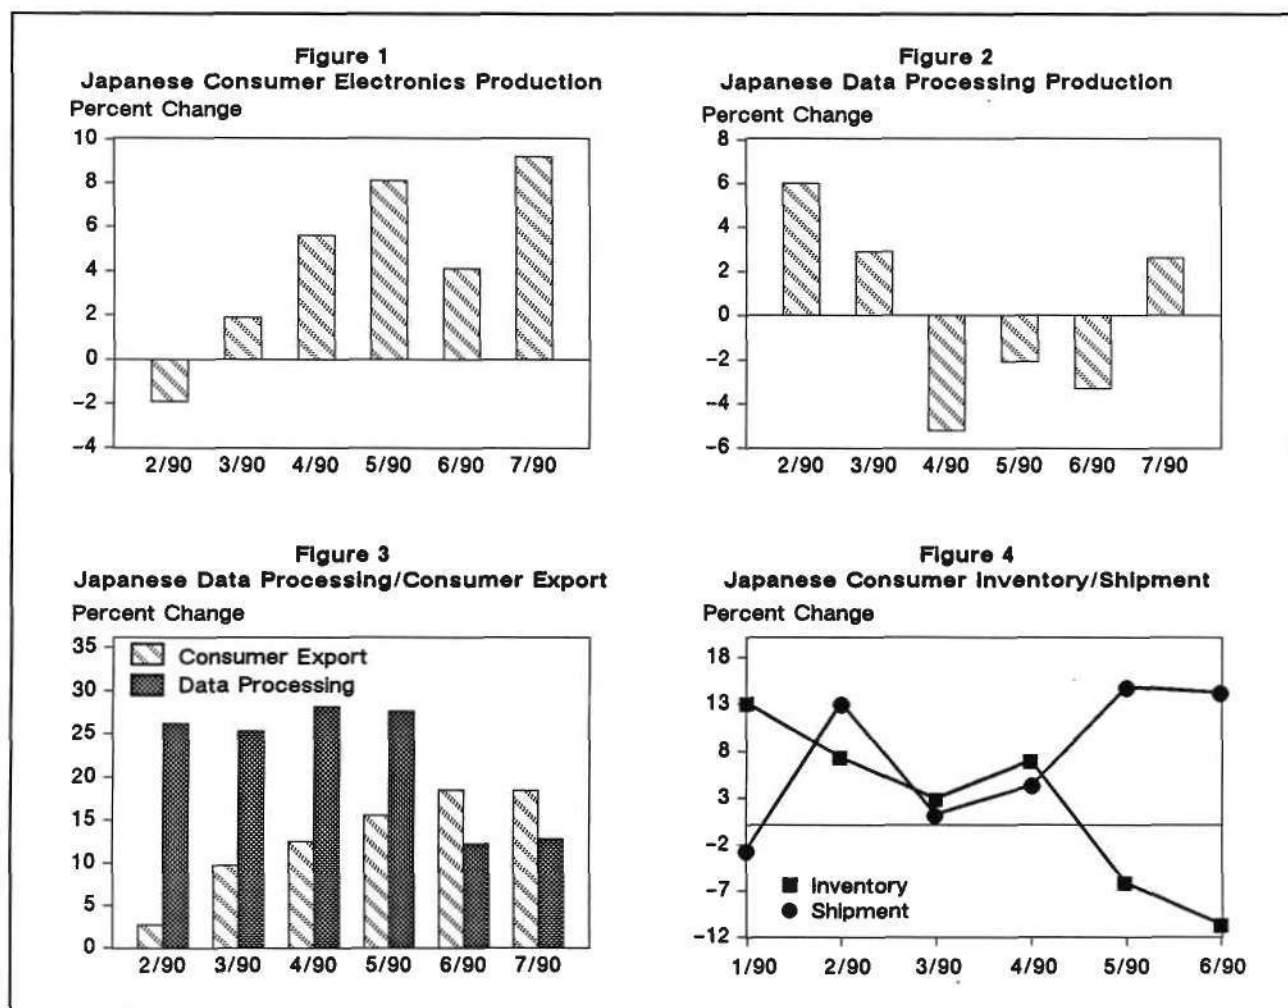 Figure 1
Japanese Consumer Electronics Production
Percent Change
10
8
6
4
2
0
-2
-4
2/90 3/90 4/90 5/90 6/90 7/90
Figure 2
Japanese Data Processing Production
Percent Change
8
6
4
2
0
-2
-4
-6
2/90 3/90 4/90 5/90 6/90 7/90
Figure 3
Japanese Data Processing/Consumer Export
Percent Change
35
30
25
20
15
10
5
0
Consumer Export
Data Processing
2/90 3/90 4/90 5/90 6/90 7/90
Figure 4
Japanese Consumer Inventory/Shipment
Percent Change
18
13
8
3
-2
-7
-12
Inventory
Shipment
1/90 2/90 3/90 4/90 5/90 6/90